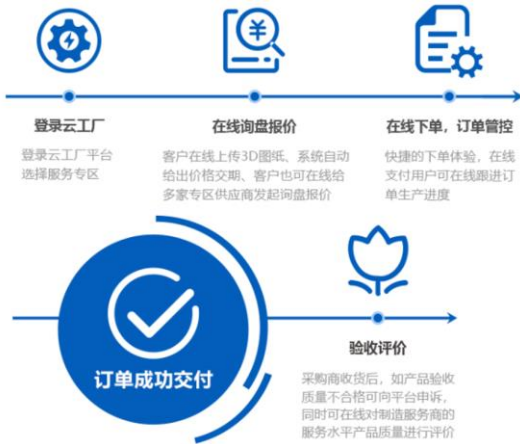 登录云工厂
在线询盘报价
在线下单，订单管控
登录云工厂平台
选择服务专区
客户在线上传3D图纸、系统自动
给出价格交期、客户也可在线给
多家专区供应商发起询盘报价
快捷的下单体验，在线
支付用户可在线跟进订
单生产进度
订单成功交付
验收评价
采购商收货后，如产品验收
质量不合格可向平台申诉，
同时可在线对制造服务商的
服务水平产品质量进行评价